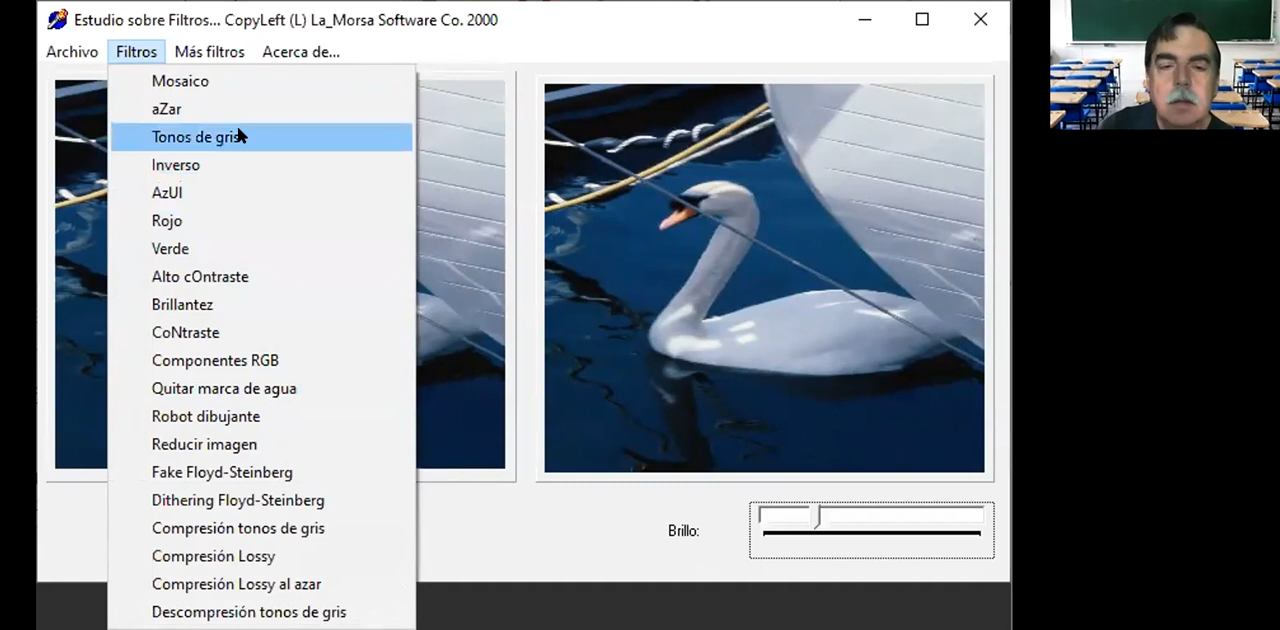 Estudio sobre Filtros... CopyLeft (L) La_Morsa Software Co. 2000
Archivo Filtros Más filtros Acerca de...
Mosaico
aZar
Tonos de gris
Inverso
AzUl
Rojo
Verde
Alto cOntraste
Brillantez
CoNtraste
Componentes RGB
Quitar marca de agua
Robot dibujante
Reducir imagen
Fake Floyd-Steinberg
Dithering Floyd-Steinberg
Compresión tonos de gris
Compresión Lossy
Compresión Lossy al azar
Descompresión tonos de gris
Brillo: